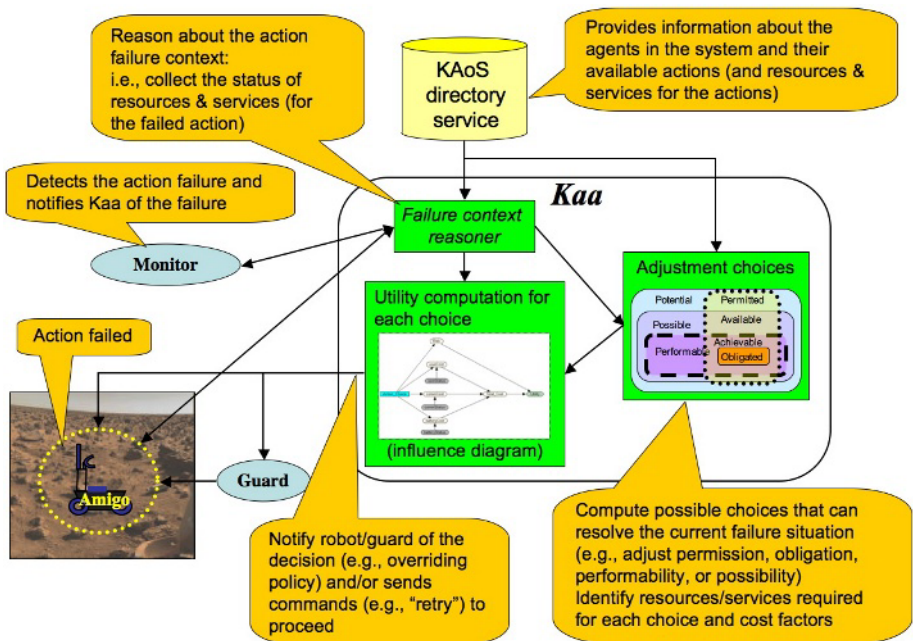 Reason about the action
failure context:
i.e., collect the status of
resources & services (for
the failed action)
KAoS
directory
service
Provides information about the
agents in the system and their
available actions (and resources &
services for the actions)
Detects the action failure and
notifies Kaa of the failure
Kaa
Failure context
reasoner
Monitor
Adjustment choices
Potential
Permitted
Available
Possible
Achievable
Performable
Obligated
Utility computation for
each choice
(influence diagram)
Action failed
Amigo
Guard
Notify robot/guard of the
decision (e.g., overriding
policy) and/or sends
commands (e.g., “retry”) to
proceed
Compute possible choices that can
resolve the current failure situation
(e.g., adjust permission, obligation,
performability, or possibility)
Identify resources/services required
for each choice and cost factors